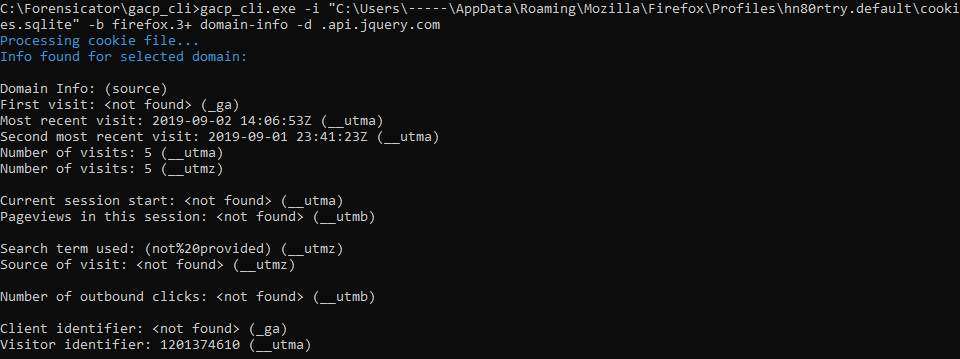 C:\Forensicator\gacp_cli>gacp_cli.exe -i "C:\Users\-----\AppData\Roaming\Mozilla\Firefox\Profiles\hn80rtry.default\cooki
es.sqlite" -b firefox.3+ domain-info -d .api.jquery.com
Processing cookie file...
Info found for selected domain:
Domain Info: (source)
First visit: <not found> (_ga)
Most recent visit: 2019-09-02 14:06:53Z (__utma)
Second most recent visit: 2019-09-01 23:41:23Z (__utma)
Number of visits: 5 (__utma)
Number of visits: 5 (__utmz)
Current session start: <not found> (__utma)
Pageviews in this session: <not found> (__utmb)
Search term used: (not%20provided) (__utmz)
Source of visit: <not found> (__utmz)
Number of outbound clicks: <not found> (__utmb)
Client identifier: <not found> (_ga)
Visitor identifier: 1201374610 (__utma)